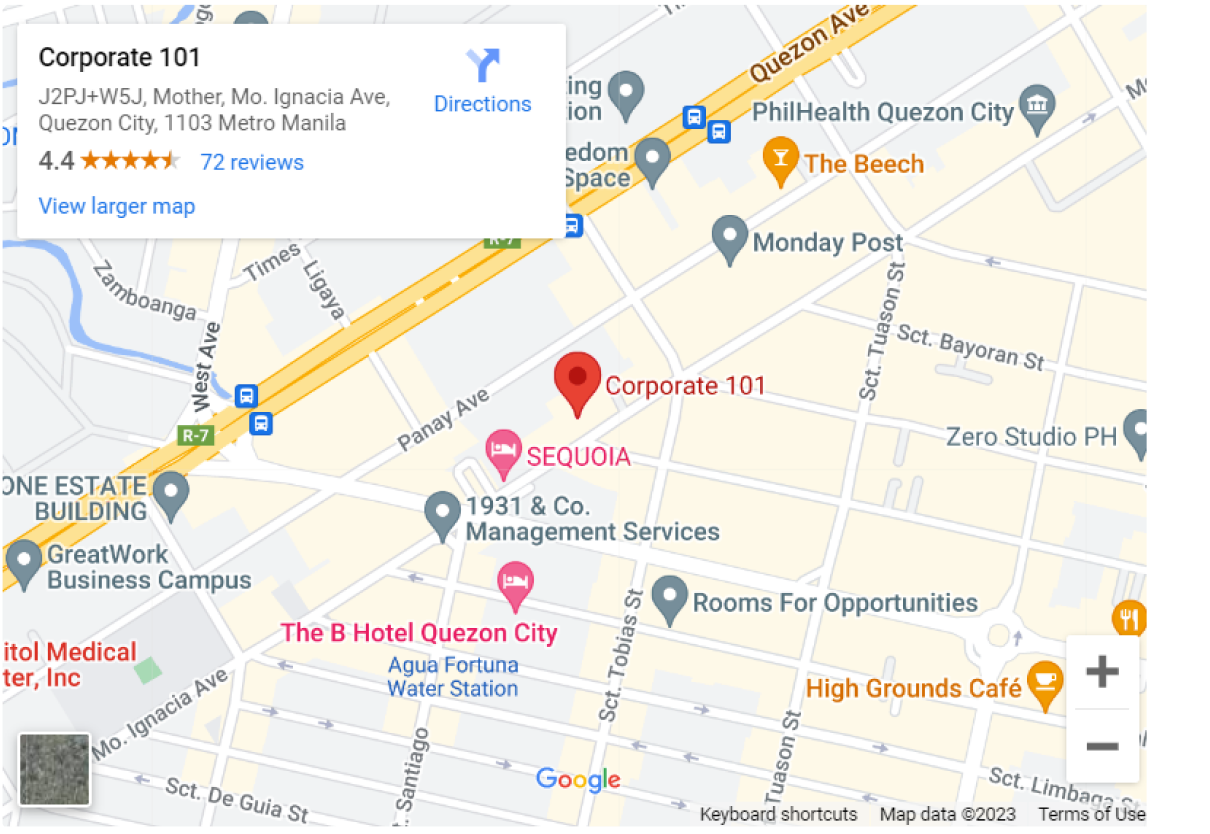 Corporate 101
J2PJ+W5J, Mother, Mo. Ignacia Ave,
Quezon City, 1103 Metro Manila
4.4
72 reviews
View larger map
Directions
Quezon Ave
PhilHealth Quezon City
The Beech
ing
ion
edom
Space
Monday Post
R-7
Times
Ligaya
Zamboanga
West Ave
Sct. Tuason St
Sct. Bayoran St
Corporate 101
Panay Ave
R-7
Zero Studio PH
SEQUOIA
ONE ESTATE
BUILDING
1931 & Co.
Management Services
GreatWork
Business Campus
Rooms For Opportunities
The B Hotel Quezon City
Sct. Tobias St
itol Medical
ter, Inc
Agua Fortuna
Water Station
High Grounds Café
Mo. Ignacia Ave
Tuason St
t. Santiago
Google
Sct. De Guia St
Sct. Limbaga St
Keyboard shortcuts
Map data ©2023
Terms of Use